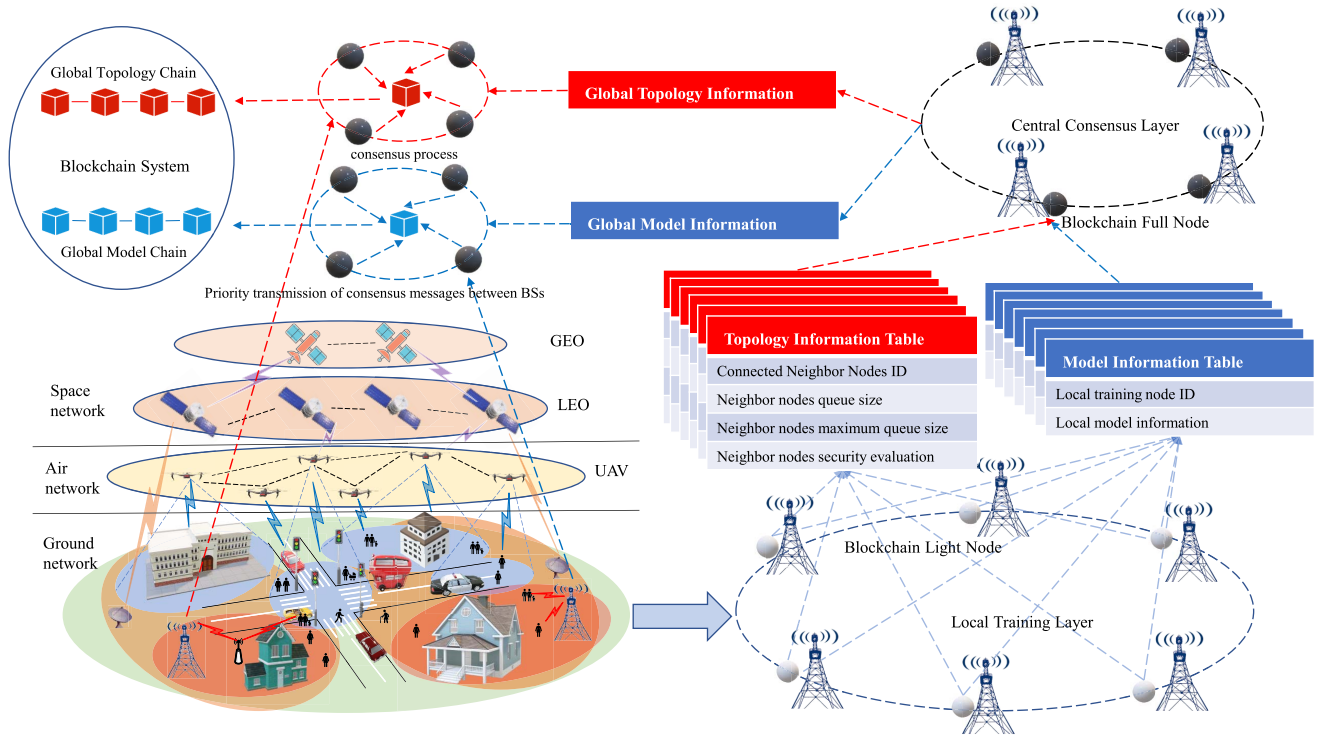 Global Topology Chain
Blockchain System
Global Model Chain
consensus process
Priority transmission of consensus messages between BSs
Global Topology Information
Global Model Information
Central Consensus Layer
Blockchain Full Node
Topology Information Table
Connected Neighbor Nodes ID
Neighbor nodes queue size
Neighbor nodes maximum queue size
Neighbor nodes security evaluation
Model Information Table
Local training node ID
Local model information
GEO
Space
network
LEO
Air
network
UAV
Ground
network
Blockchain Light Node
Local Training Layer